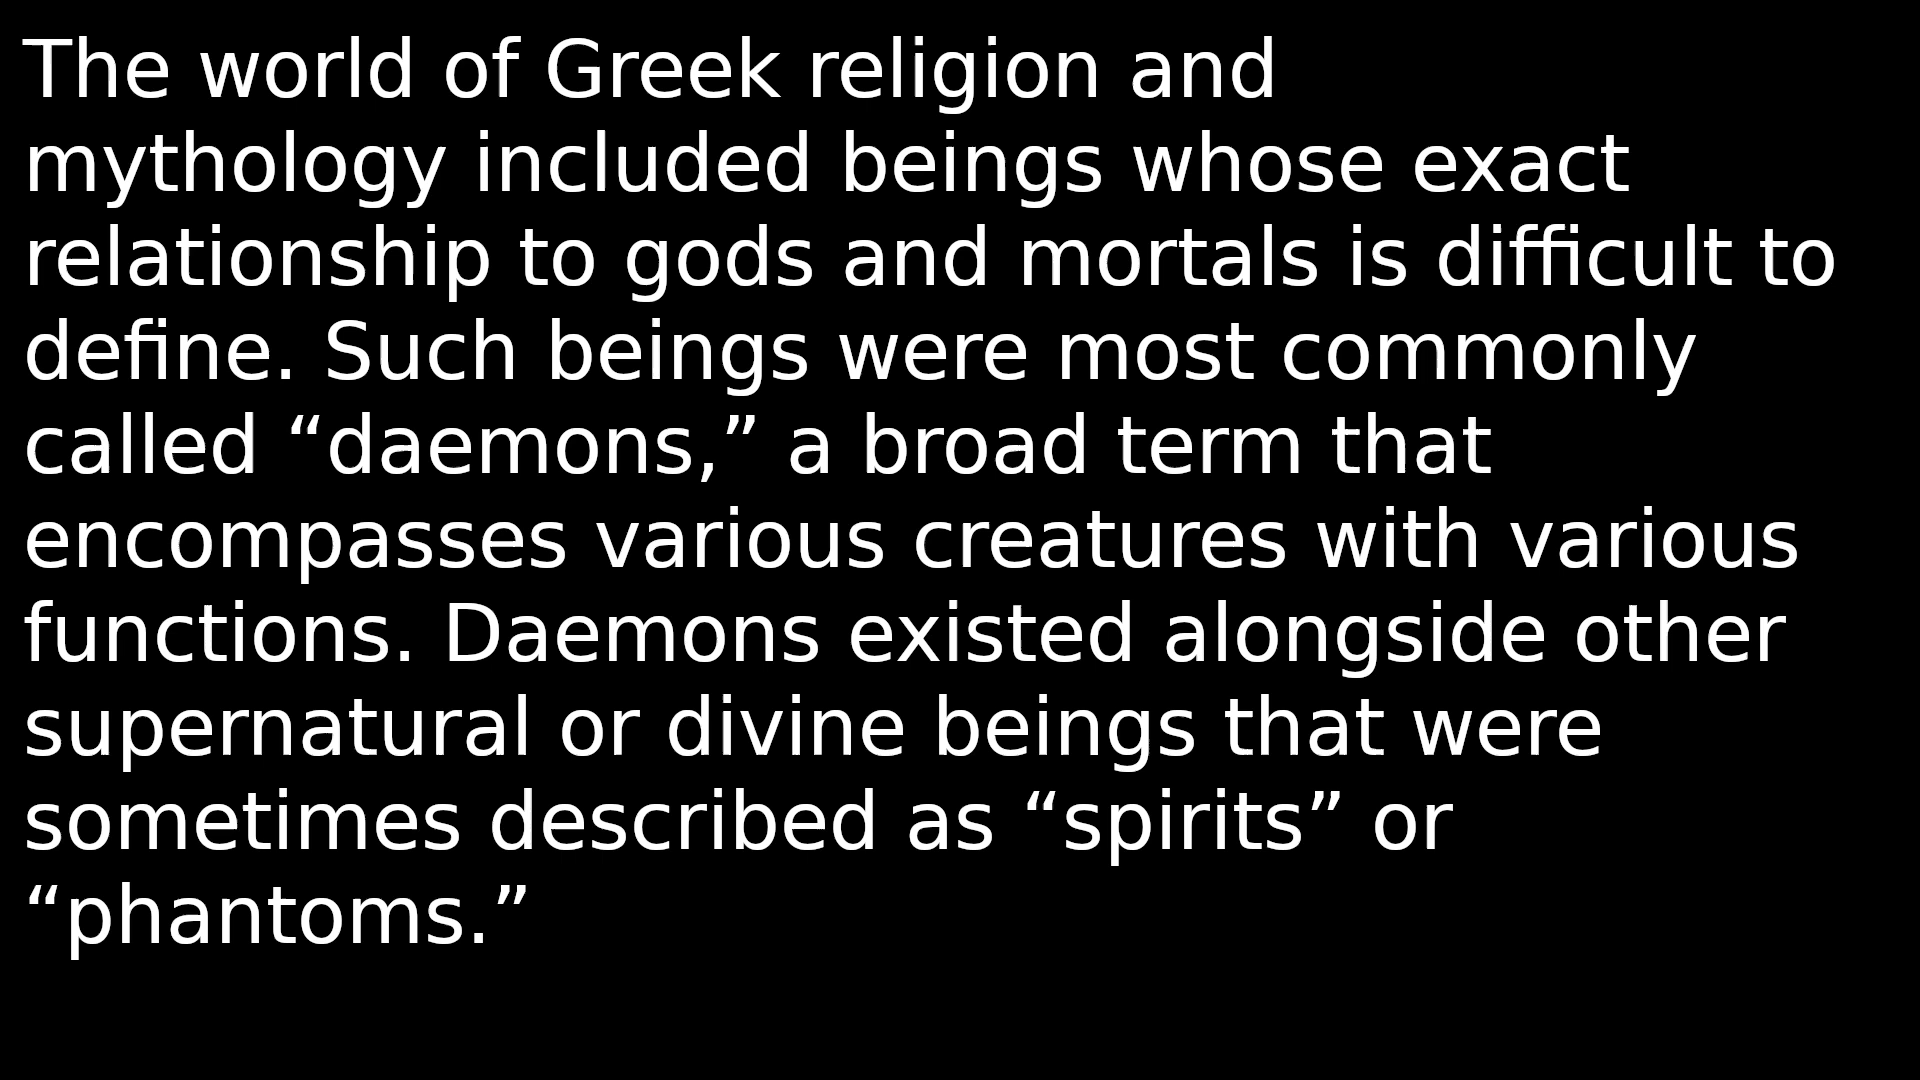 The world of Greek religion and
mythology included beings whose exact
relationship to gods and mortals is difficult to
define. Such beings were most commonly
called “daemons,” a broad term that
encompasses various creatures with various
functions. Daemons existed alongside other
supernatural or divine beings that were
sometimes described as “spirits” or
“phantoms.”